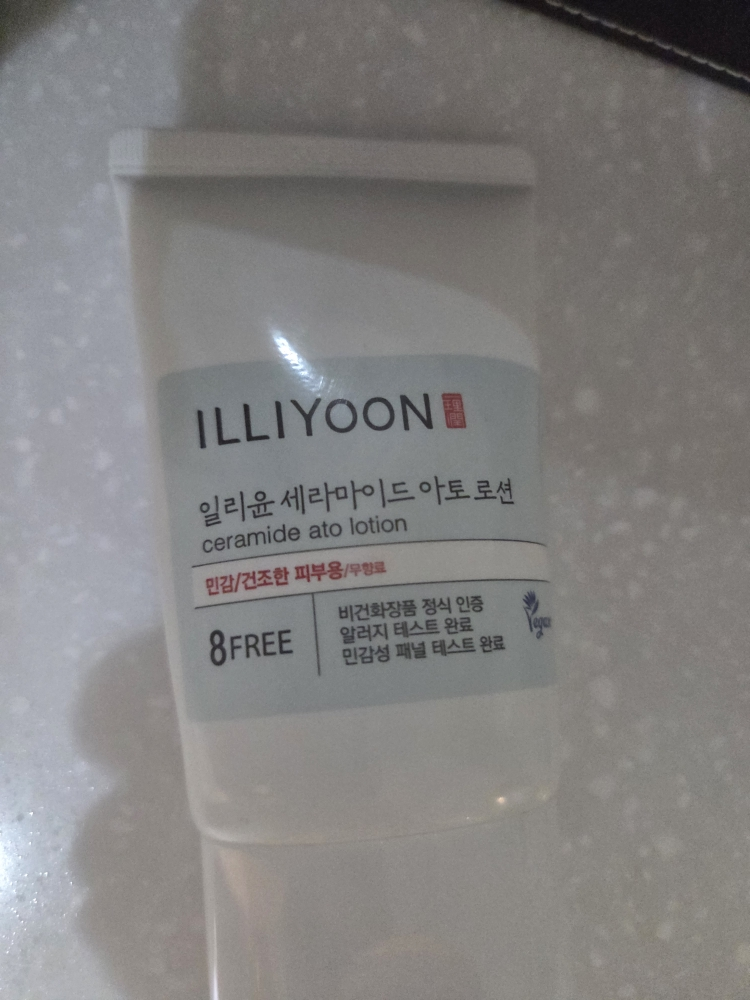 ILLIYOON
일리윤 세라마이드 아토 로션
ceramide ato lotion
민감/건조한 피부용/무향료
8FREE
비건화장품 정식 인증
알러지 테스트 완료
민감성 패널 테스트 완료
Vegan